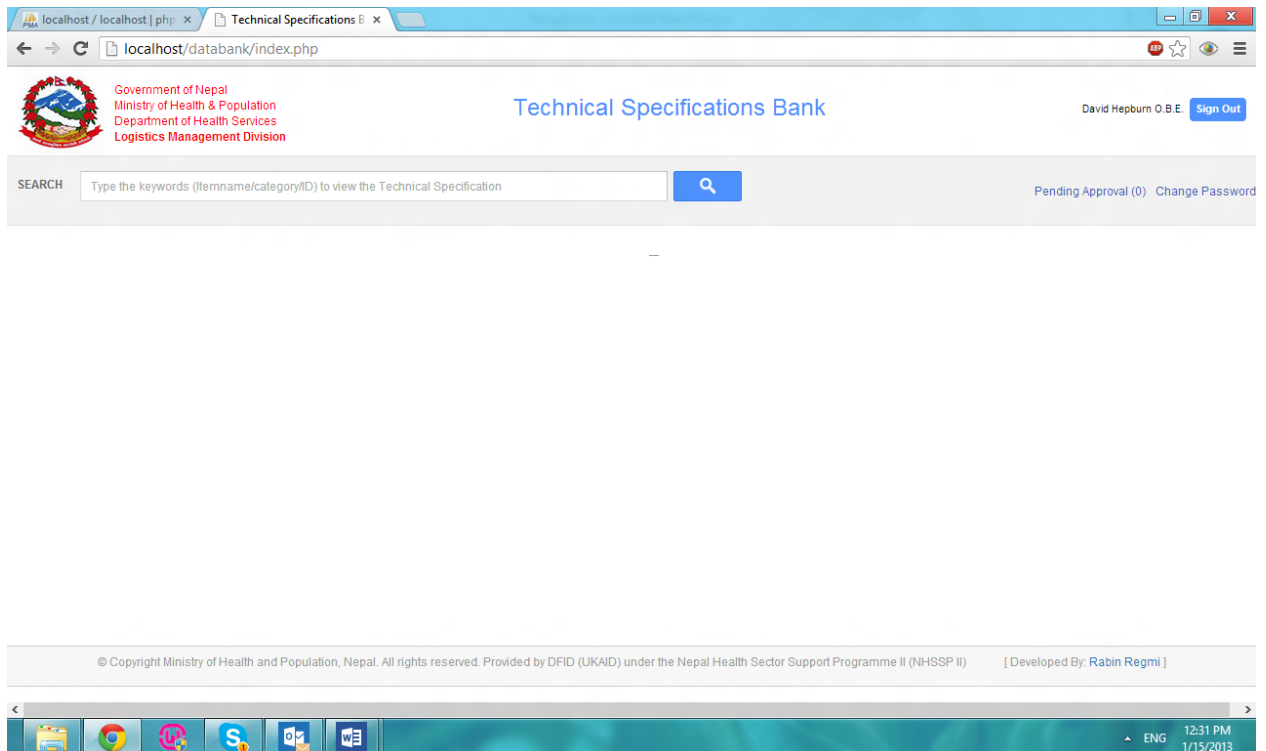 localhost / localhost | php
Technical Specifications B
localhost/databank/index.php
ABP
PMA
Government of Nepal
Ministry of Health & Population
Department of Health Services
Logistics Management Division
Technical Specifications Bank
David Hepburn O.B.E. Sign Out
SEARCH
Type the keywords (Itemname/category/ID) to view the Technical Specification
Pending Approval (0) Change Password
© Copyright Ministry of Health and Population, Nepal. All rights reserved. Provided by DFID (UKAID) under the Nepal Health Sector Support Programme II (NHSSP II) [ Developed By: Rabin Regmi ]
ENG
12:31 PM
1/15/2013